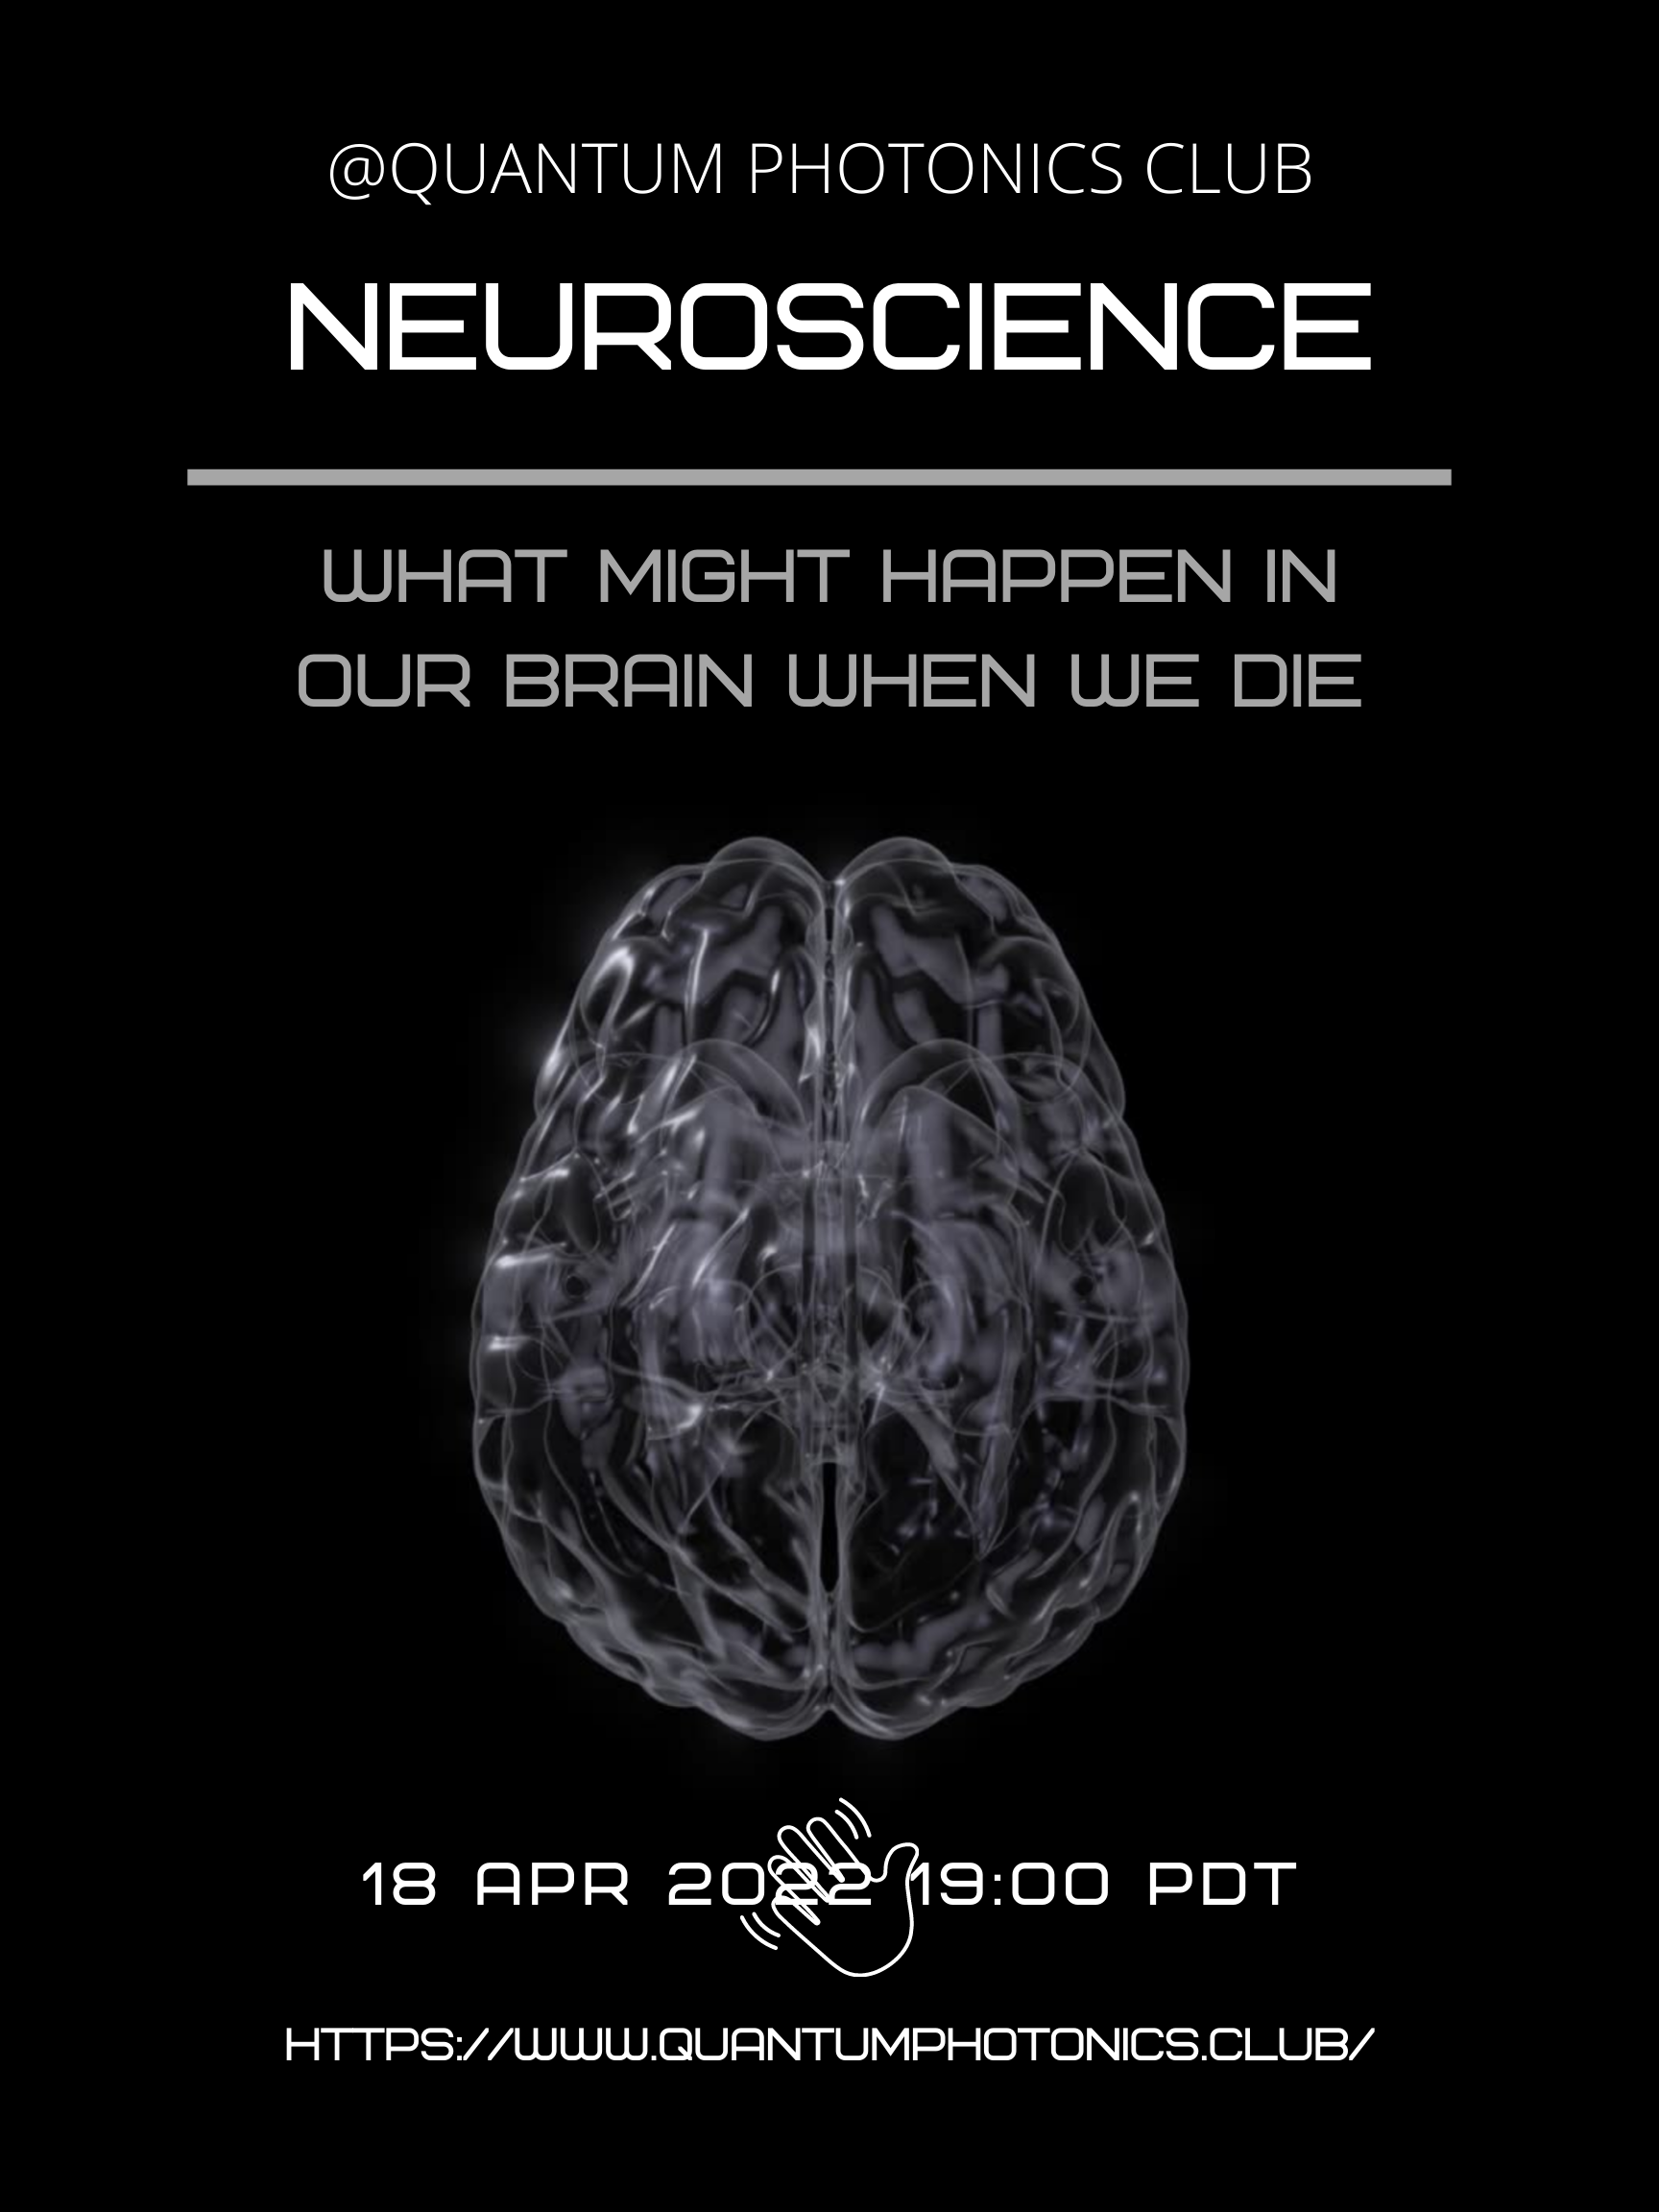 @QUANTUM PHOTONICS CLUB
NEUROSCIENCE
WHAT MIGHT HAPPEN IN
OUR BRAIN WHEN WE DIE
18 APR 2022 19:00 PDT
HTTPS://WWW.QUANTUMPHOTONICS.CLUB/